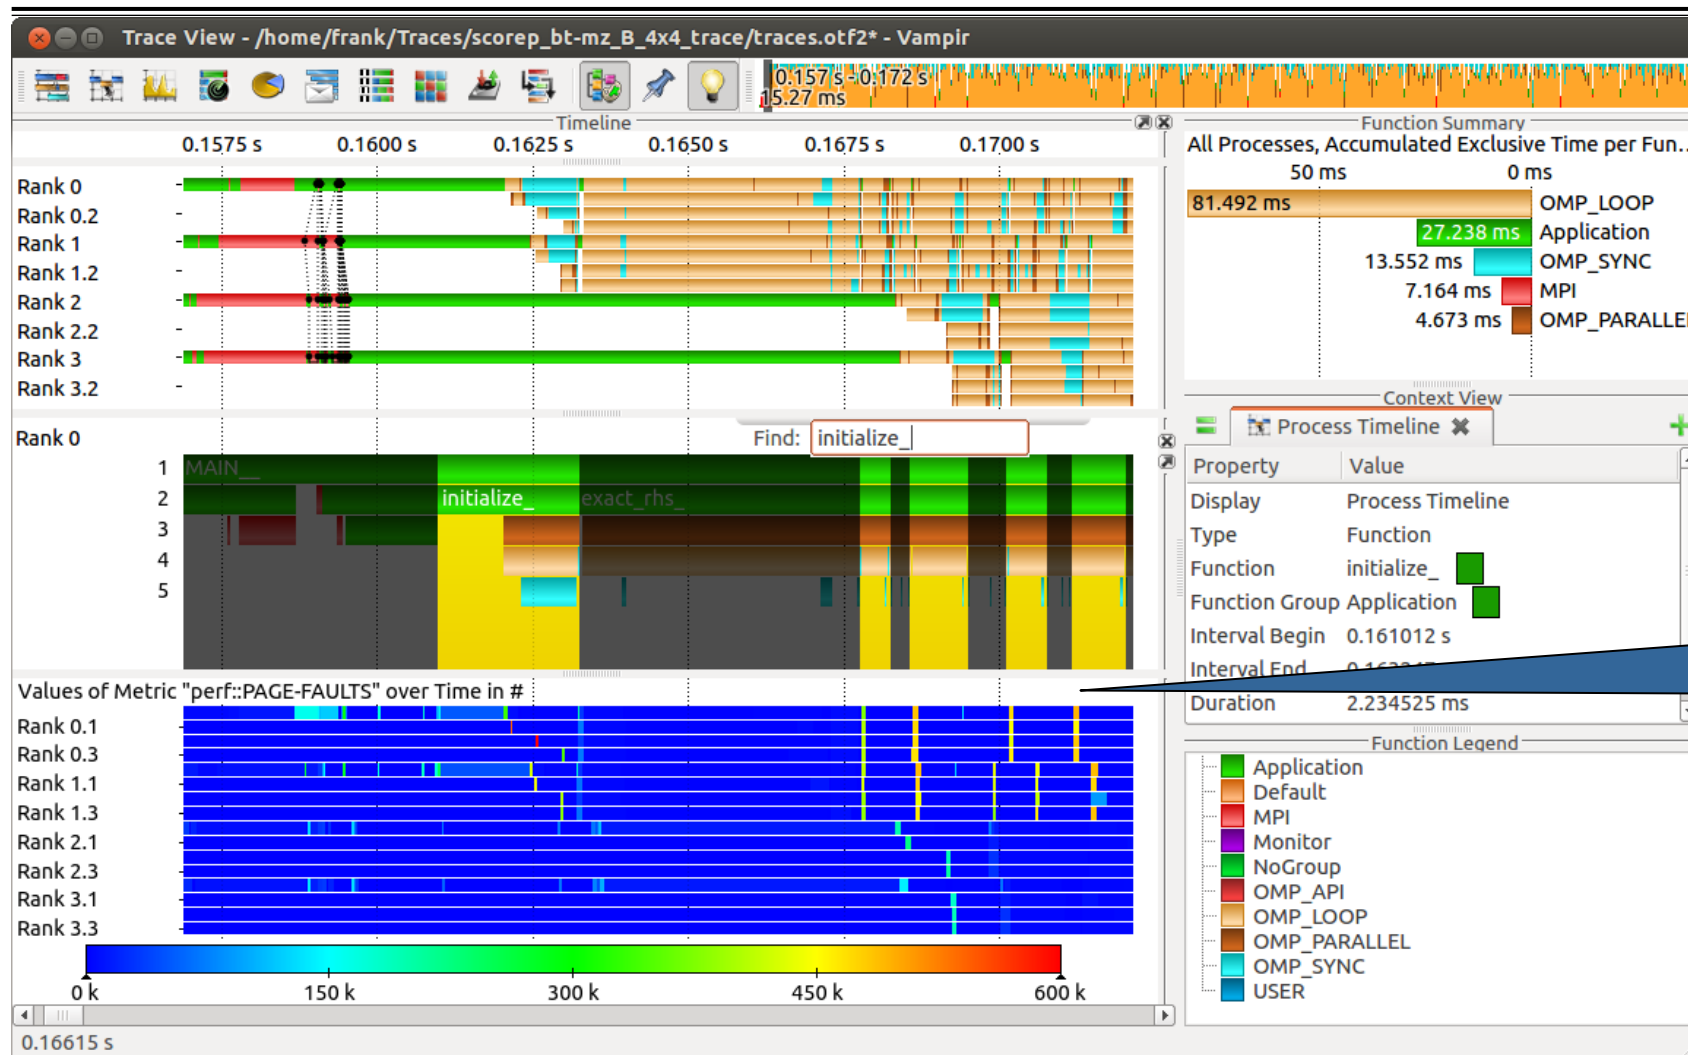 Trace View - /home/frank/Traces/scorep_bt-mz_B_4x4_trace/traces.otf2* - Vampir
0.157 s - 0.172 s
15.27 ms
Timeline
0.1575 s 0.1600 s 0.1625 s 0.1650 s 0.1675 s 0.1700 s
Rank 0
Rank 0.2
Rank 1
Rank 1.2
Rank 2
Rank 2.2
Rank 3
Rank 3.2
Function Summary
All Processes, Accumulated Exclusive Time per Fun..
50 ms 0 ms
81.492 ms OMP_LOOP
27.238 ms Application
13.552 ms OMP_SYNC
7.164 ms MPI
4.673 ms OMP_PARALLE
Rank 0
Find: initialize_
1 MAIN__
2 initialize_ exact_rhs_
3
4
5
Context View
Process Timeline
Property Value
Display Process Timeline
Type Function
Function initialize_
Function Group Application
Interval Begin 0.161012 s
Interval End
Duration 2.234525 ms
Values of Metric "perf::PAGE-FAULTS" over Time in #
Rank 0.1
Rank 0.3
Rank 1.1
Rank 1.3
Rank 2.1
Rank 2.3
Rank 3.1
Rank 3.3
0 k 150 k 300 k 450 k 600 k
Function Legend
Application
Default
MPI
Monitor
NoGroup
OMP_API
OMP_LOOP
OMP_PARALLEL
OMP_SYNC
USER
0.16615 s